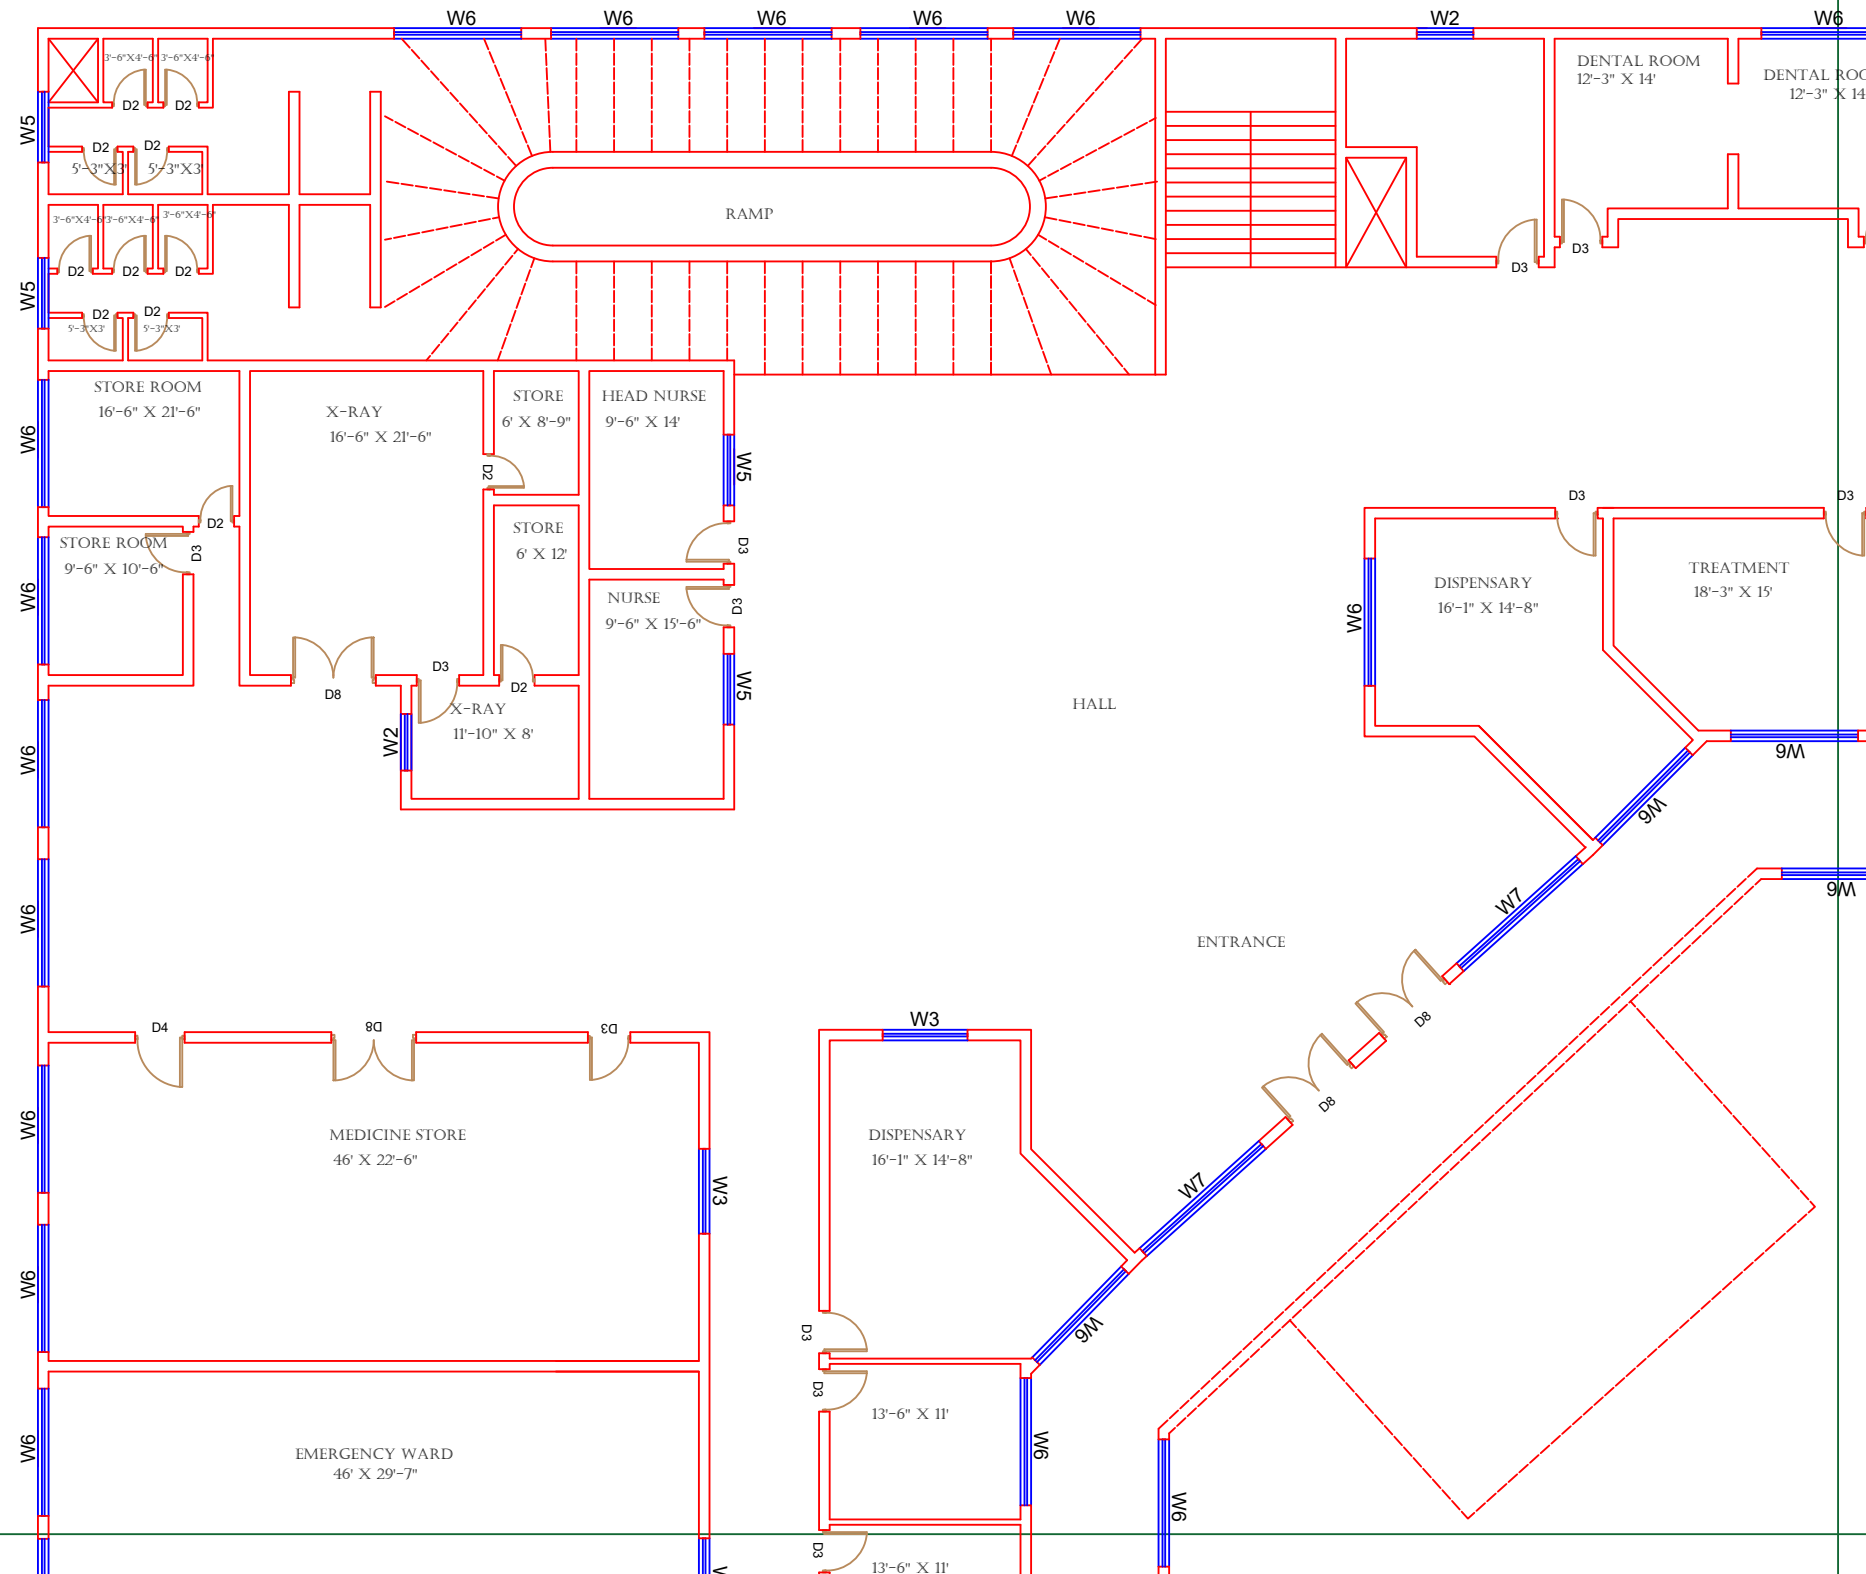 W6
W6
W6
W6
W6
W2
W6
3'-6"X4'-6"
3'-6"X4'-6"
D2
D2
W5
D2
D2
5'-3"X3'
5'-3"X3'
3'-6"X4'-6"
3'-6"X4'-6"
3'-6"X4'-6"
D2
D2
D2
W5
D2
D2
5'-3"X3'
5'-3"X3'
RAMP
DENTAL ROOM
12'-3" X 14'
DENTAL ROO
12'-3" X 14
D3
D3
STORE ROOM
16'-6" X 21'-6"
W6
X-RAY
16'-6" X 21'-6"
STORE
6' X 8'-9"
HEAD NURSE
9'-6" X 14'
W5
D2
D2
D3
STORE ROOM
9'-6" X 10'-6"
W6
STORE
6' X 12'
D3
NURSE
9'-6" X 15'-6"
D3
D3
D3
DISPENSARY
16'-1" X 14'-8"
W6
TREATMENT
18'-3" X 15'
D8
D3
D2
W5
X-RAY
11'-10" X 8'
W2
W6
HALL
W6
W6
W6
W7
W6
ENTRANCE
D4
D8
D3
W3
D8
D8
W6
MEDICINE STORE
46' X 22'-6"
W3
DISPENSARY
16'-1" X 14'-8"
W7
W6
W6
D3
D3
13'-6" X 11'
W6
EMERGENCY WARD
46' X 29'-7"
W6
W6
D3
13'-6" X 11'